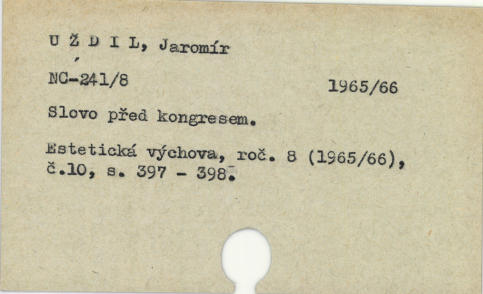 U Ž D I L, Jaromír
NC-241/8 1965/66
Slovo před kongresem.
Estetická výchova, roč. 8 (1965/66),
č.10, s. 397 - 398.